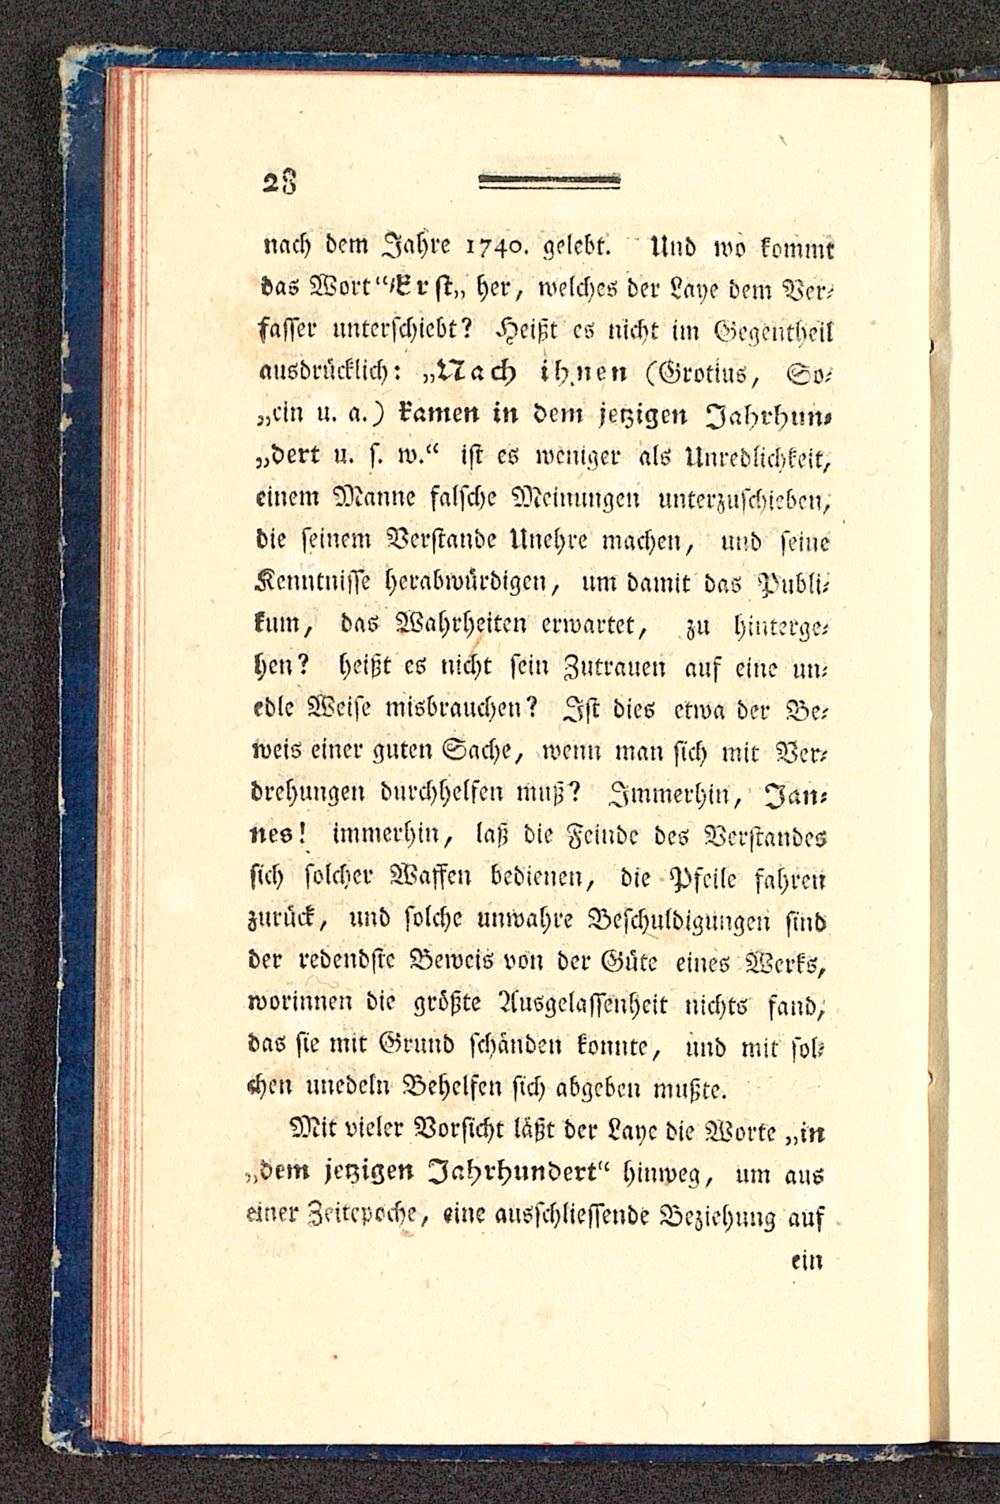 28
nach dem Jahre 1740. gelebt. Und wo kommt
das Wort “Erst„ her, welches der Laye dem Ver⸗
fasser unterschiebt? Heißt es nicht im Gegentheil
ausdrücklich: „Nach ihnen (Grotius, So⸗
„cin u. a.) kamen in dem jetzigen Jahrhun⸗
„dert u. s. w.“ ist es weniger als Unredlichkeit,
einem Manne falsche Meinungen unterzuschieben,
die seinem Verstande Unehre machen, und seine
Kenntnisse herabwürdigen, um damit das Publi⸗
kum, das Wahrheiten erwartet, zu hinterge⸗
hen? heißt es nicht sein Zutrauen auf eine un⸗
edle Weise misbrauchen? Ist dies etwa der Be⸗
weis einer guten Sache, wenn man sich mit Ver⸗
drehungen durchhelfen muß? Immerhin, Jan⸗
nes! immerhin, laß die Feinde des Verstandes
sich solcher Waffen bedienen, die Pfeile fahren
zurück, und solche unwahre Beschuldigungen sind
der redendste Beweis von der Güte eines Werks,
worinnen die größte Ausgelassenheit nichts fand,
das sie mit Grund schänden konnte, und mit sol⸗
chen unedeln Behelfen sich abgeben mußte.
Mit vieler Vorsicht läßt der Laye die Worte „in
„dem jetzigen Jahrhundert“ hinweg, um aus
einer Zeitepoche, eine ausschliessende Beziehung auf
ein